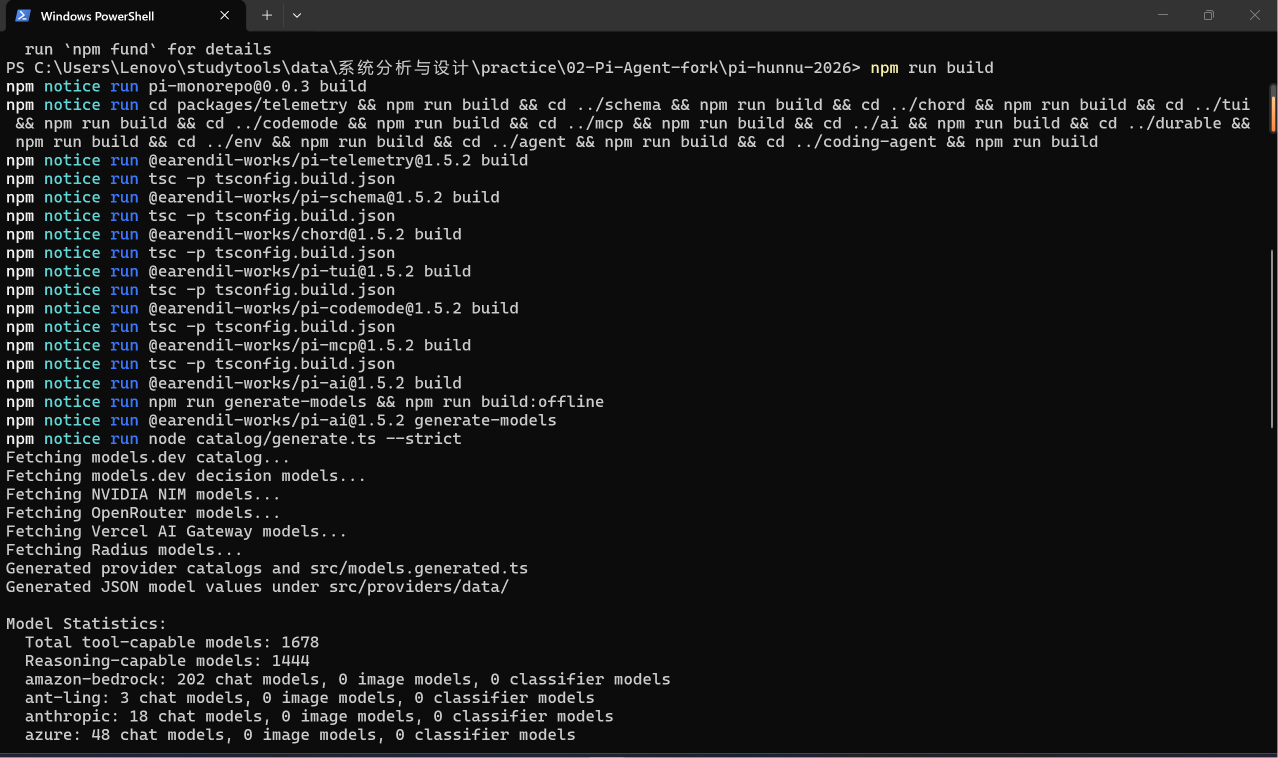 Windows PowerShell
  run `npm fund` for details
PS C:\Users\Lenovo\studytools\data\系统分析与设计\practice\02-Pi-Agent-fork\pi-hunnu-2026> npm run build
npm notice run pi-monorepo@0.0.3 build
npm notice run cd packages/telemetry && npm run build && cd ../schema && npm run build && cd ../chord && npm run build && cd ../tui
 && npm run build && cd ../codemode && npm run build && cd ../mcp && npm run build && cd ../ai && npm run build && cd ../durable &&
 npm run build && cd ../env && npm run build && cd ../agent && npm run build && cd ../coding-agent && npm run build
npm notice run @earendil-works/pi-telemetry@1.5.2 build
npm notice run tsc -p tsconfig.build.json
npm notice run @earendil-works/pi-schema@1.5.2 build
npm notice run tsc -p tsconfig.build.json
npm notice run @earendil-works/chord@1.5.2 build
npm notice run tsc -p tsconfig.build.json
npm notice run @earendil-works/pi-tui@1.5.2 build
npm notice run tsc -p tsconfig.build.json
npm notice run @earendil-works/pi-codemode@1.5.2 build
npm notice run tsc -p tsconfig.build.json
npm notice run @earendil-works/pi-mcp@1.5.2 build
npm notice run tsc -p tsconfig.build.json
npm notice run @earendil-works/pi-ai@1.5.2 build
npm notice run npm run generate-models && npm run build:offline
npm notice run @earendil-works/pi-ai@1.5.2 generate-models
npm notice run node catalog/generate.ts --strict
Fetching models.dev catalog...
Fetching models.dev decision models...
Fetching NVIDIA NIM models...
Fetching OpenRouter models...
Fetching Vercel AI Gateway models...
Fetching Radius models...
Generated provider catalogs and src/models.generated.ts
Generated JSON model values under src/providers/data/

Model Statistics:
  Total tool-capable models: 1678
  Reasoning-capable models: 1444
  amazon-bedrock: 202 chat models, 0 image models, 0 classifier models
  ant-ling: 3 chat models, 0 image models, 0 classifier models
  anthropic: 18 chat models, 0 image models, 0 classifier models
  azure: 48 chat models, 0 image models, 0 classifier models